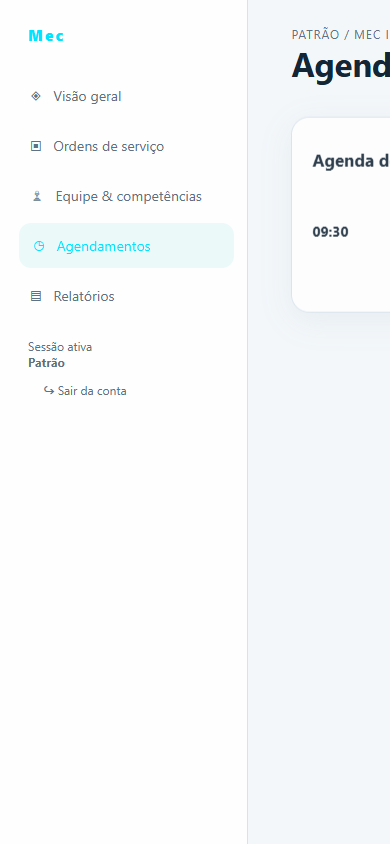 Mec
Visão geral
Ordens de serviço
Equipe & competências
Agendamentos
Relatórios
Sessão ativa
Patrão
↪ Sair da conta
PATRÃO / MEC I
Agend
Agenda d
09:30